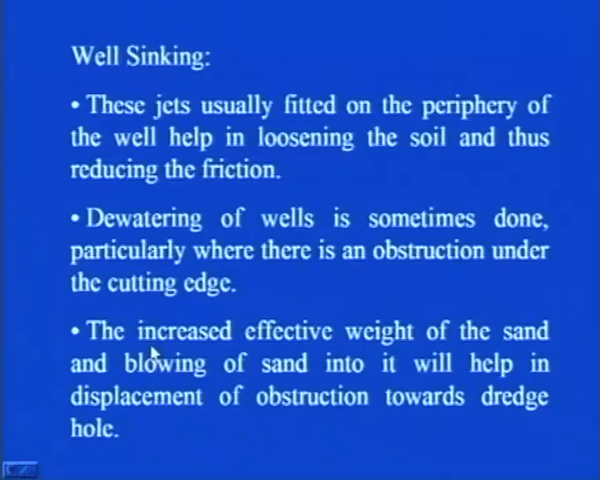 Well Sinking:
• These jets usually fitted on the periphery of
the well help in loosening the soil and thus
reducing the friction.
• Dewatering of wells is sometimes done,
particularly where there is an obstruction under
the cutting edge.
• The increased effective weight of the sand
and blowing of sand into it will help in
displacement of obstruction towards dredge
hole.